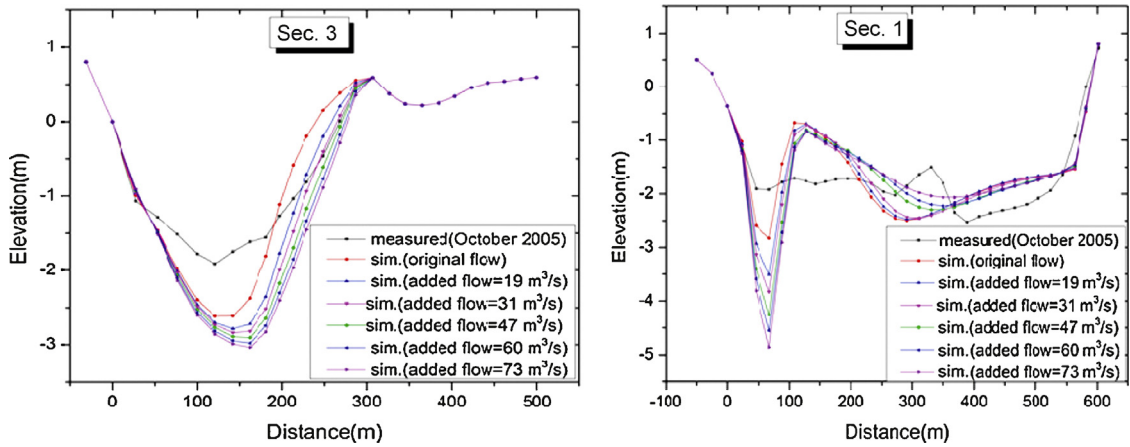 Sec. 3
1
0
-1
-2
-3
Elevation(m)
measured(October 2005)
sim.(original flow)
sim.(added flow=19 m³/s)
sim.(added flow=31 m³/s)
sim.(added flow=47 m³/s)
sim.(added flow=60 m³/s)
sim.(added flow=73 m³/s)
0 100 200 300 400 500
Distance(m)
Sec. 1
1
0
-1
-2
-3
-4
-5
Elevation(m)
measured(October 2005)
sim.(original flow)
sim.(added flow=19 m³/s)
sim.(added flow=31 m³/s)
sim.(added flow=47 m³/s)
sim.(added flow=60 m³/s)
sim.(added flow=73 m³/s)
-100 0 100 200 300 400 500 600
Distance(m)